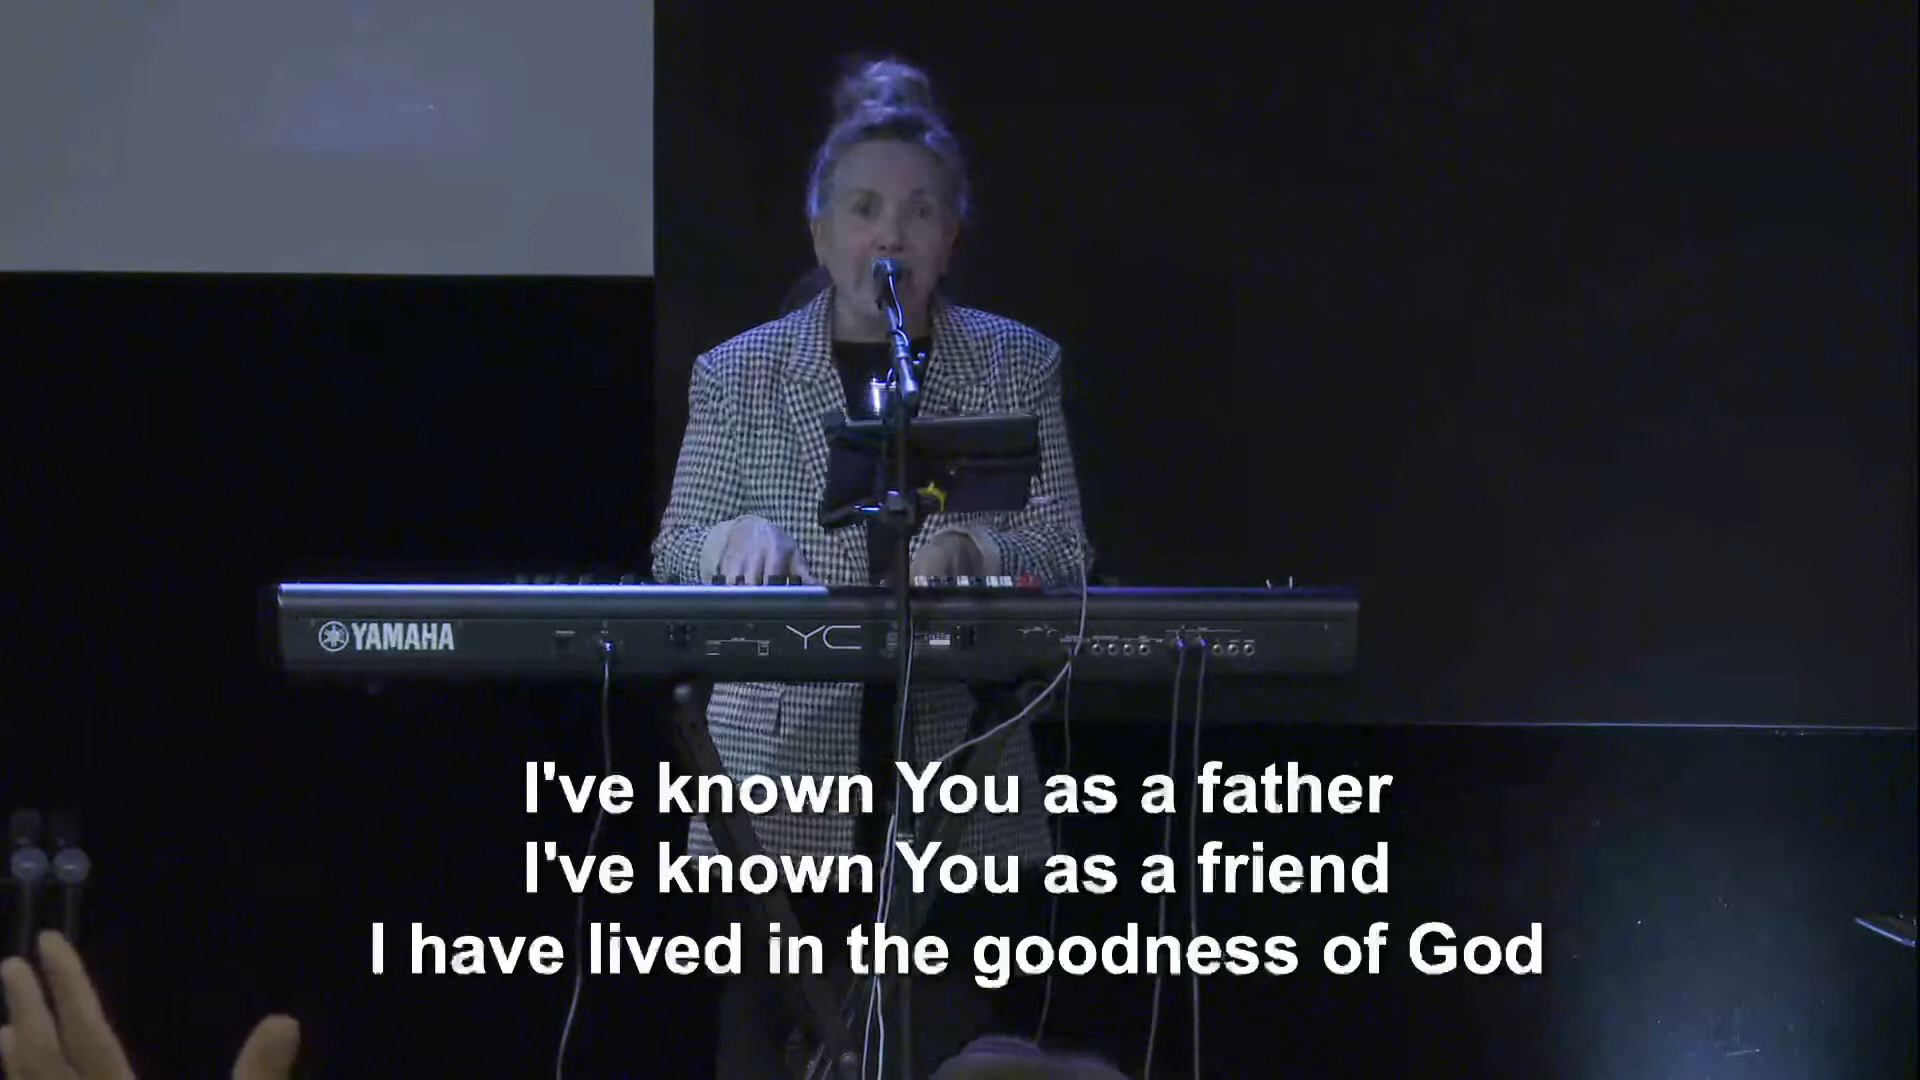 YAMAHA
YC
I've known You as a father
I've known You as a friend
I have lived in the goodness of God